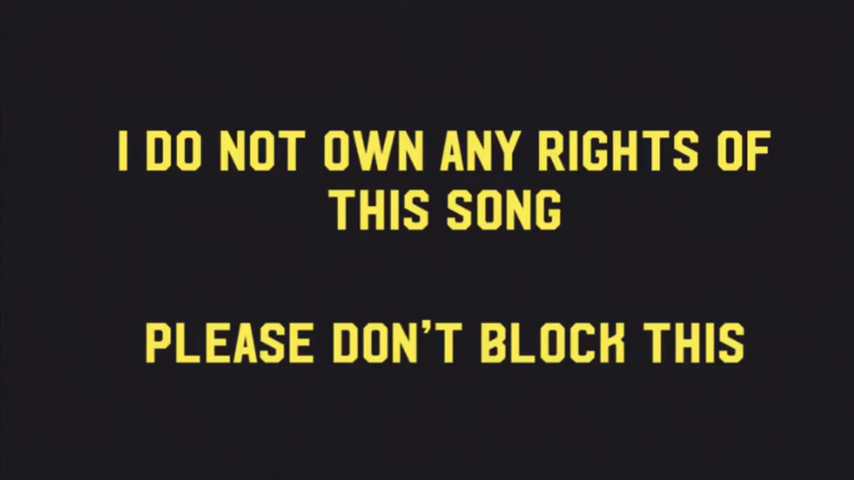 I DO NOT OWN ANY RIGHTS OF
THIS SONG
PLEASE DON'T BLOCK THIS